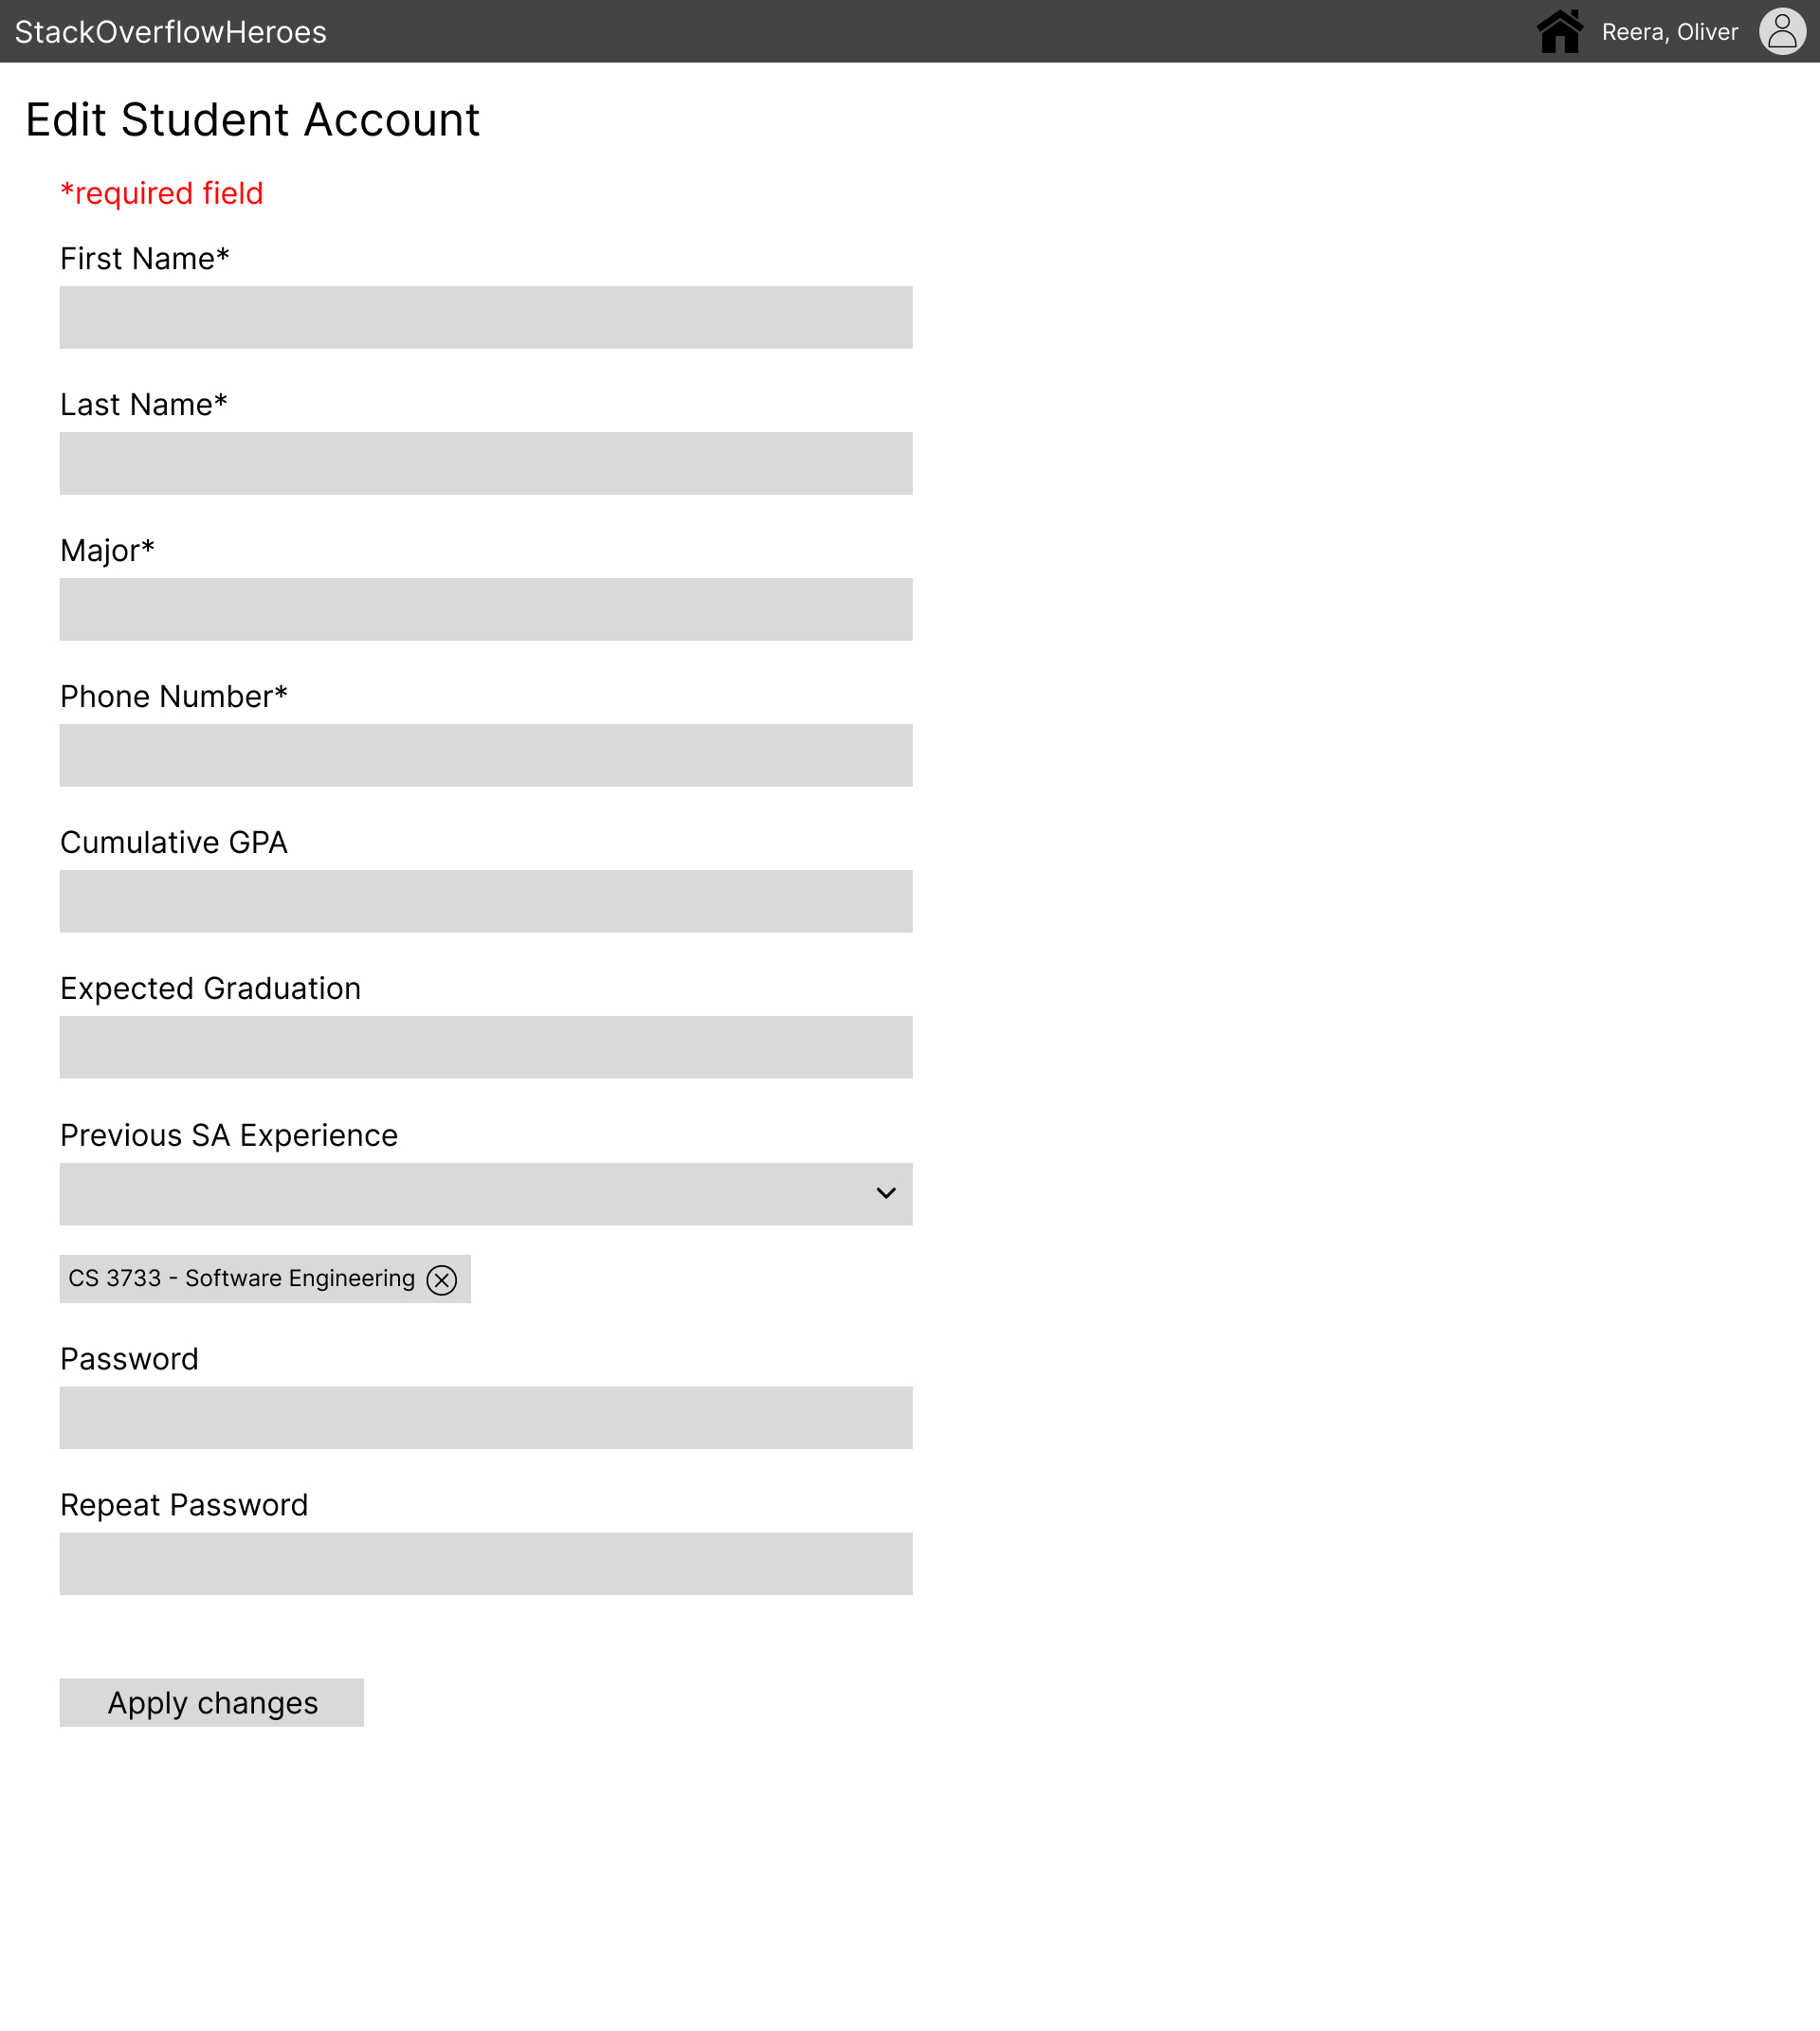 StackOverflowHeroes
Reera, Oliver
Edit Student Account
*required field
First Name*
Last Name*
Major*
Phone Number*
Cumulative GPA
Expected Graduation
Previous SA Experience
CS 3733 - Software Engineering
Password
Repeat Password
Apply changes